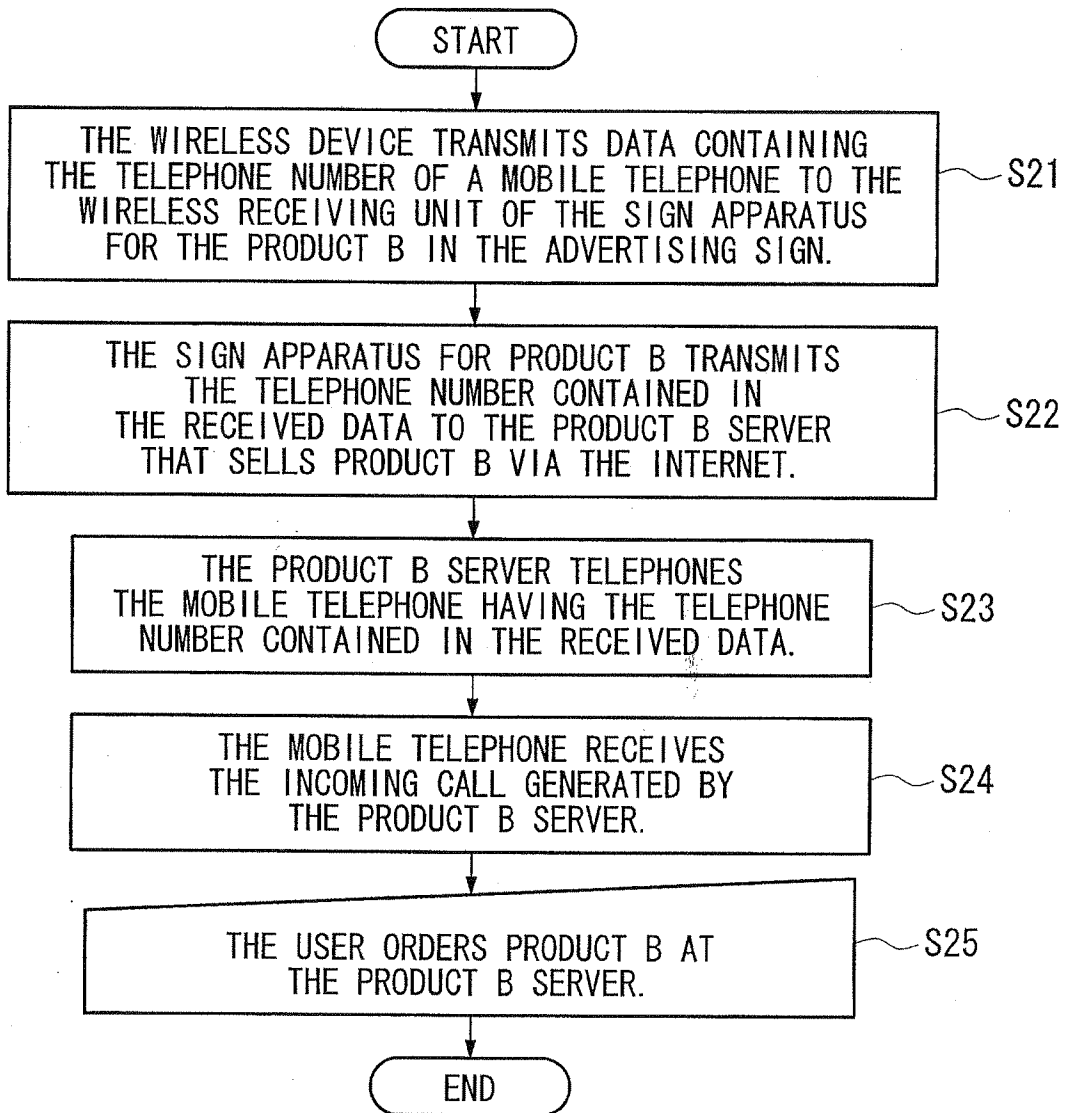 START
THE WIRELESS DEVICE TRANSMITS DATA CONTAINING
THE TELEPHONE NUMBER OF A MOBILE TELEPHONE TO THE
WIRELESS RECEIVING UNIT OF THE SIGN APPARATUS
FOR THE PRODUCT B IN THE ADVERTISING SIGN.
S21
THE SIGN APPARATUS FOR PRODUCT B TRANSMITS
THE TELEPHONE NUMBER CONTAINED IN
THE RECEIVED DATA TO THE PRODUCT B SERVER
THAT SELLS PRODUCT B VIA THE INTERNET.
S22
THE PRODUCT B SERVER TELEPHONES
THE MOBILE TELEPHONE HAVING THE TELEPHONE
NUMBER CONTAINED IN THE RECEIVED DATA.
S23
THE MOBILE TELEPHONE RECEIVES
THE INCOMING CALL GENERATED BY
THE PRODUCT B SERVER.
S24
THE USER ORDERS PRODUCT B AT
THE PRODUCT B SERVER.
S25
END